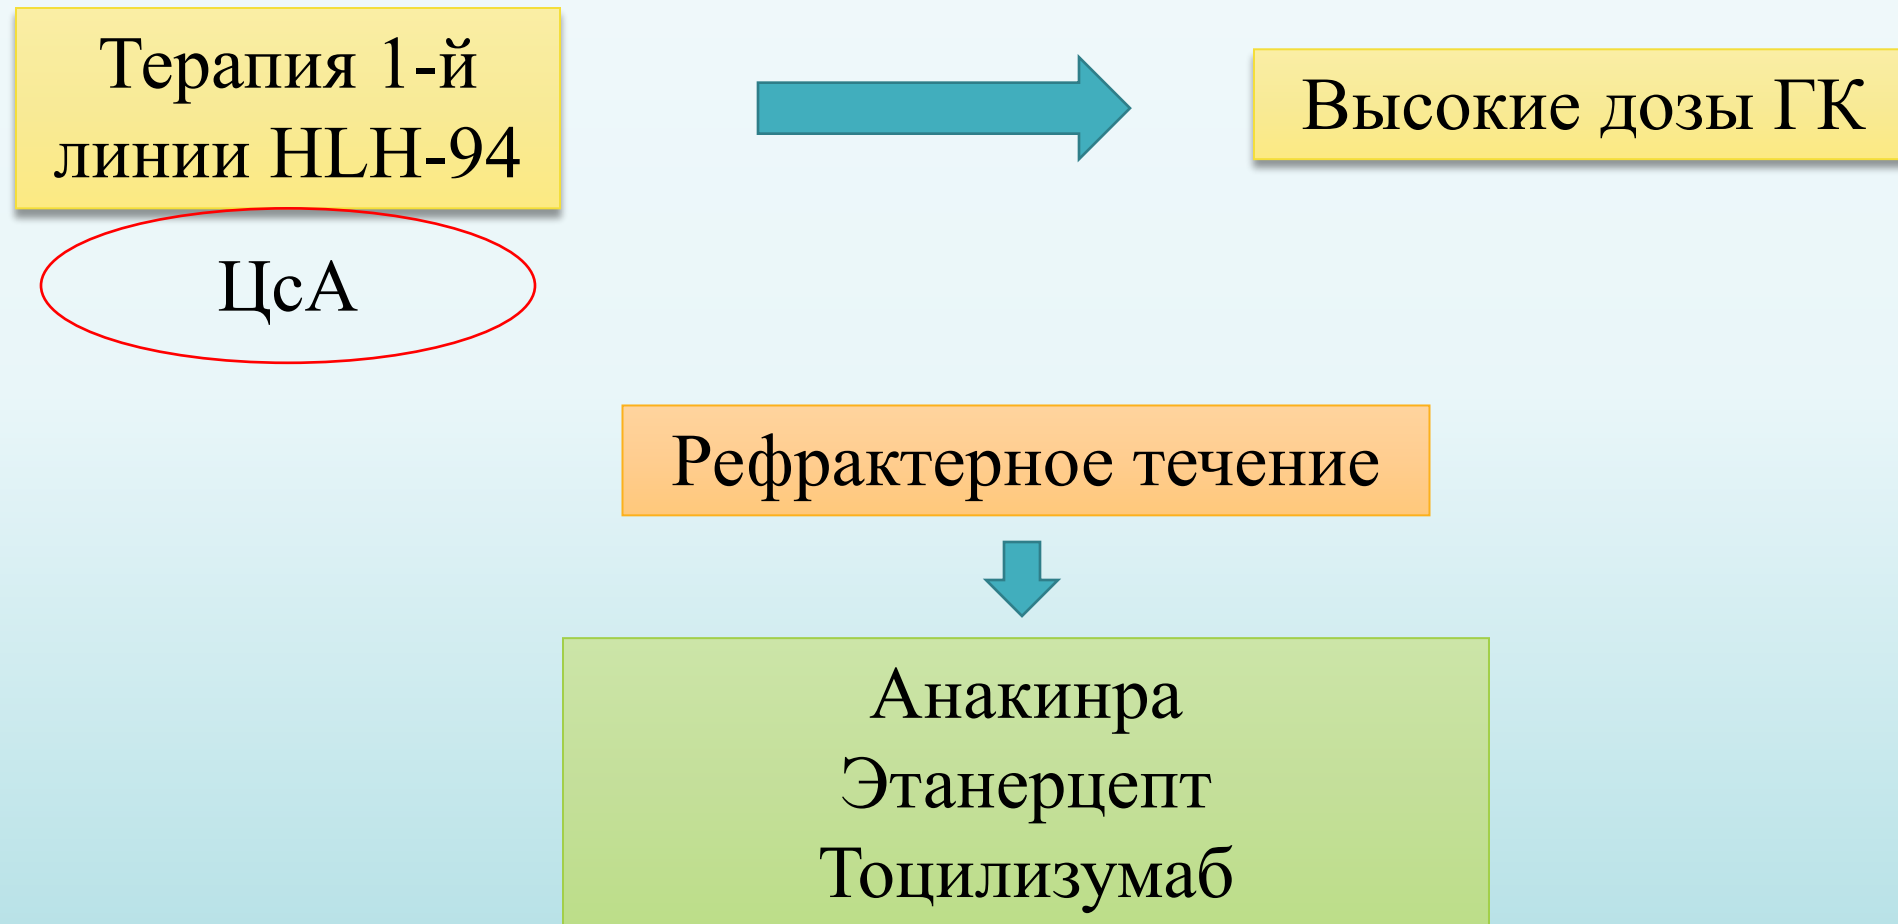 Терапия 1-й
линии HLH-94
Высокие дозы ГК
ЦсА
Рефрактерное течение
Анакинра
Этанерцепт
Тоцилизумаб